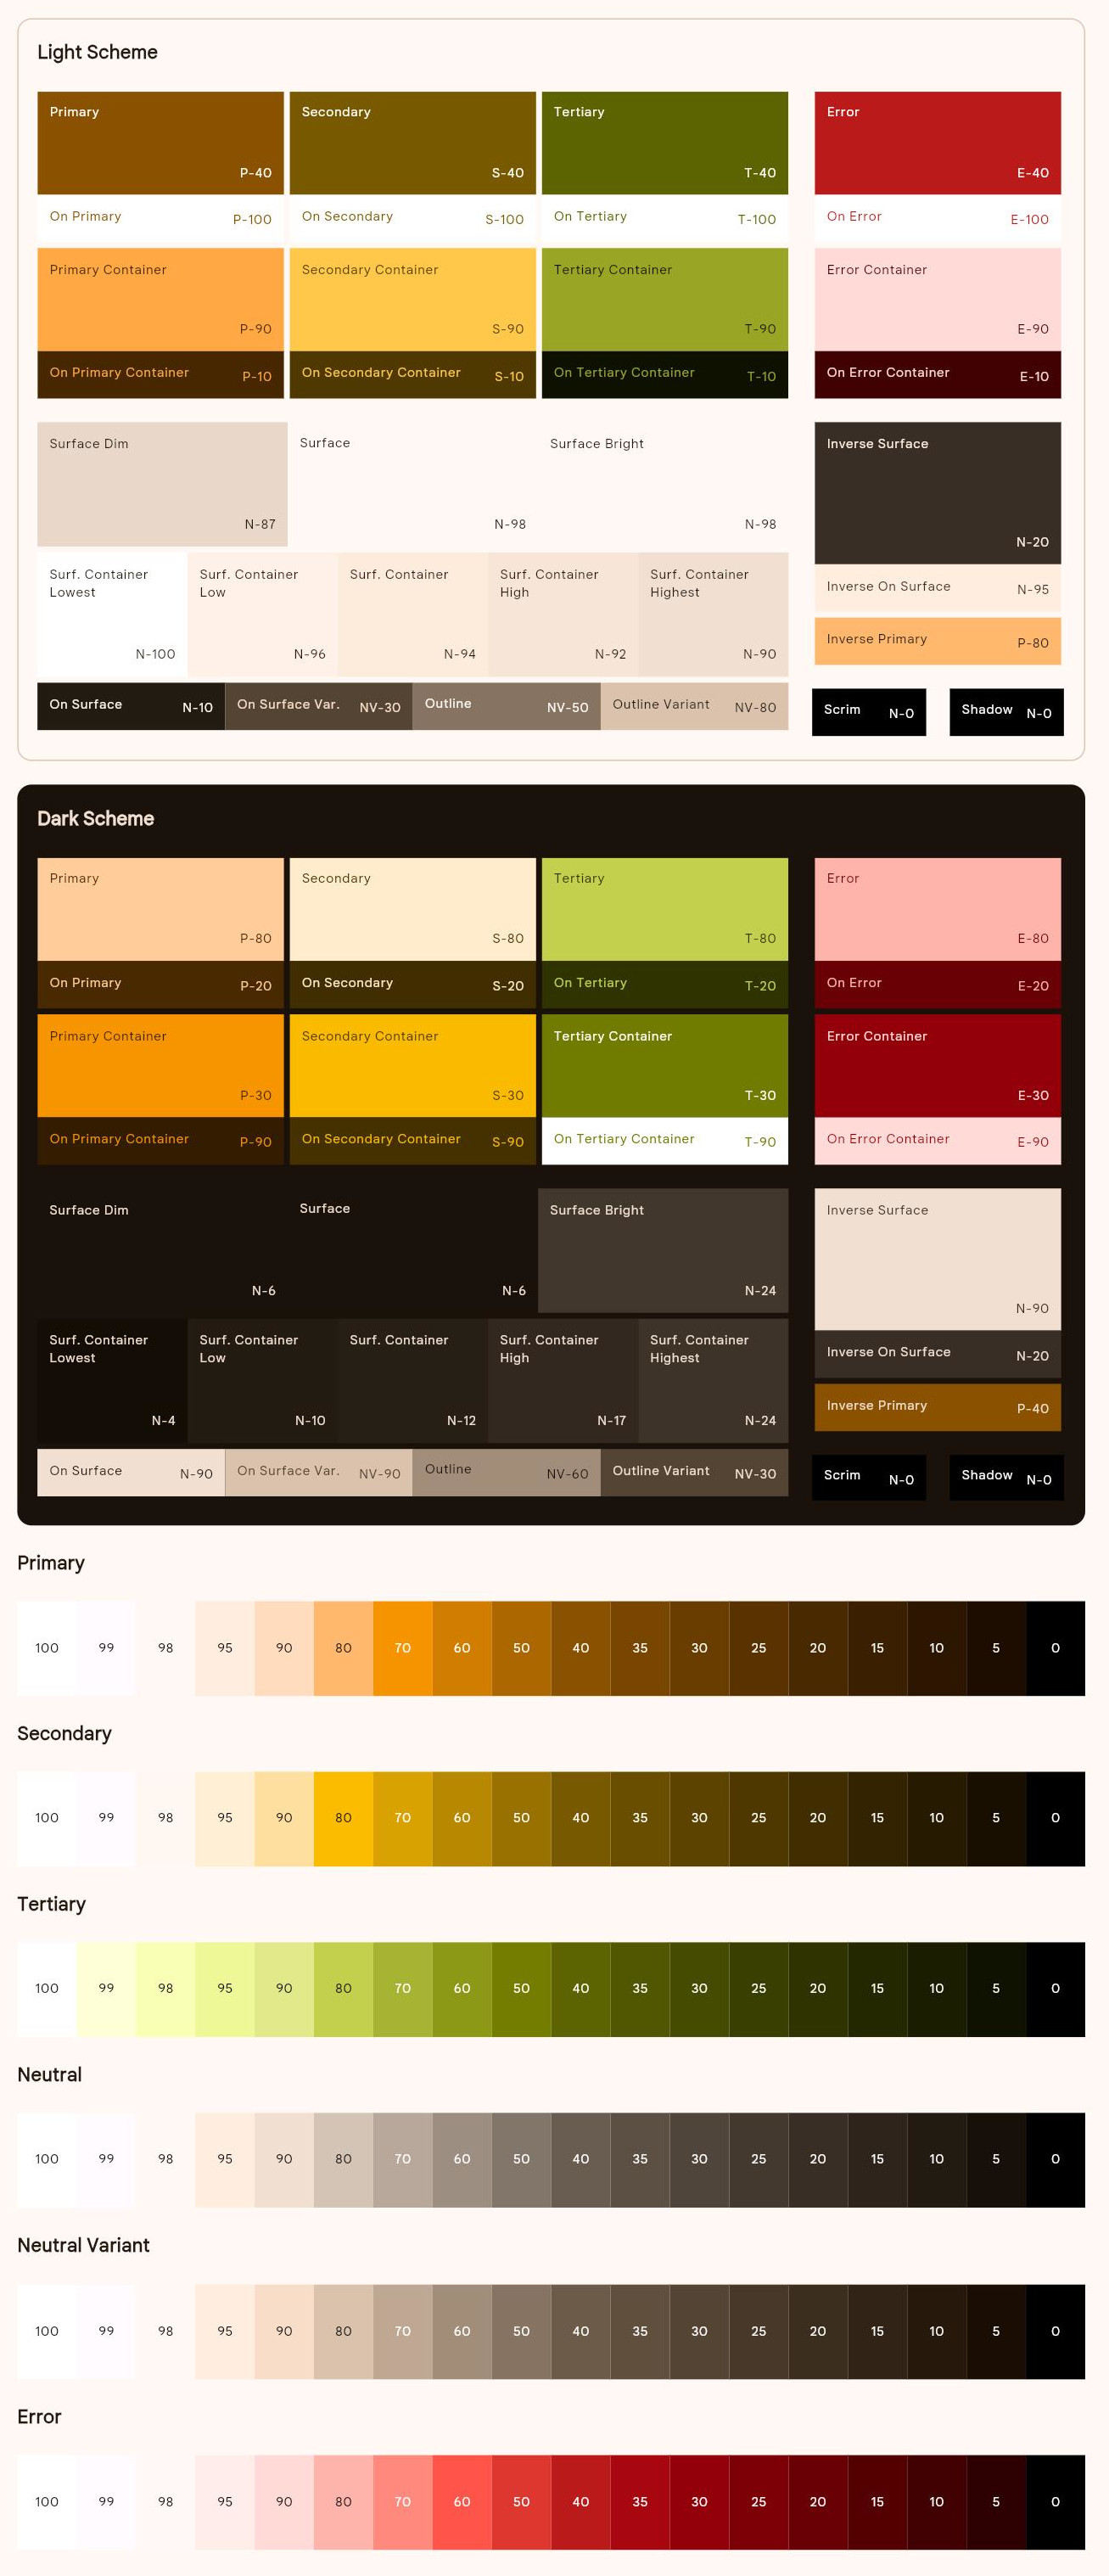 Light Scheme
Primary
P-40
Secondary
S-40
Tertiary
T-40
Error
E-40
On Primary
P-100
On Secondary
S-100
On Tertiary
T-100
On Error
E-100
Primary Container
P-90
Secondary Container
S-90
Tertiary Container
T-90
Error Container
E-90
On Primary Container
P-10
On Secondary Container
S-10
On Tertiary Container
T-10
On Error Container
E-10
Surface Dim
N-87
Surface
N-98
Surface Bright
N-98
Inverse Surface
N-20
Surf. Container
Lowest
N-100
Surf. Container
Low
N-96
Surf. Container
N-94
Surf. Container
High
N-92
Surf. Container
Highest
N-90
Inverse On Surface
N-95
Inverse Primary
P-80
On Surface
N-10
On Surface Var.
NV-30
Outline
NV-50
Outline Variant
NV-80
Scrim
N-0
Shadow
N-0
Dark Scheme
Primary
P-80
Secondary
S-80
Tertiary
T-80
Error
E-80
On Primary
P-20
On Secondary
S-20
On Tertiary
T-20
On Error
E-20
Primary Container
P-30
Secondary Container
S-30
Tertiary Container
T-30
Error Container
E-30
On Primary Container
P-90
On Secondary Container
S-90
On Tertiary Container
T-90
On Error Container
E-90
Surface Dim
N-6
Surface
N-6
Surface Bright
N-24
Inverse Surface
N-90
Surf. Container
Lowest
N-4
Surf. Container
Low
N-10
Surf. Container
N-12
Surf. Container
High
N-17
Surf. Container
Highest
N-24
Inverse On Surface
N-20
Inverse Primary
P-40
On Surface
N-90
On Surface Var.
NV-90
Outline
NV-60
Outline Variant
NV-30
Scrim
N-0
Shadow
N-0
Primary
100 99 98 95 90 80 70 60 50 40 35 30 25 20 15 10 5 0
Secondary
100 99 98 95 90 80 70 60 50 40 35 30 25 20 15 10 5 0
Tertiary
100 99 98 95 90 80 70 60 50 40 35 30 25 20 15 10 5 0
Neutral
100 99 98 95 90 80 70 60 50 40 35 30 25 20 15 10 5 0
Neutral Variant
100 99 98 95 90 80 70 60 50 40 35 30 25 20 15 10 5 0
Error
100 99 98 95 90 80 70 60 50 40 35 30 25 20 15 10 5 0